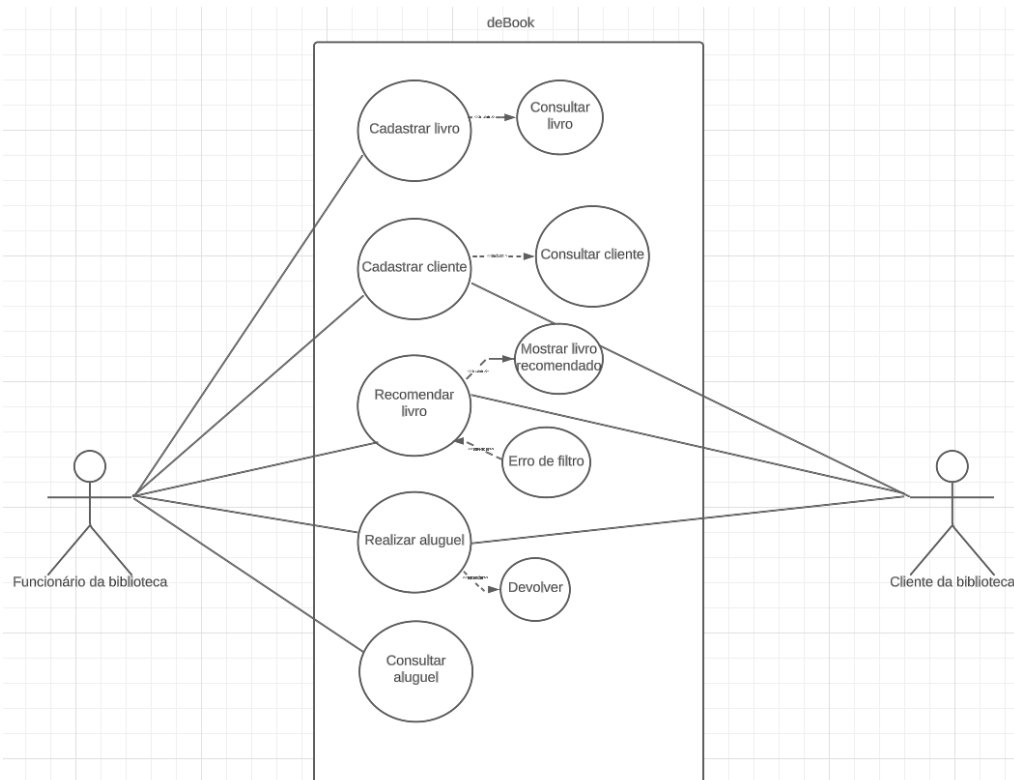 deBook
Cadastrar livro
Consultar
livro
Cadastrar cliente
Consultar cliente
Mostrar livro
recomendado
Recomendar
livro
Erro de filtro
Realizar aluguel
Devolver
Funcionário da biblioteca
Cliente da biblioteca
Consultar
aluguel